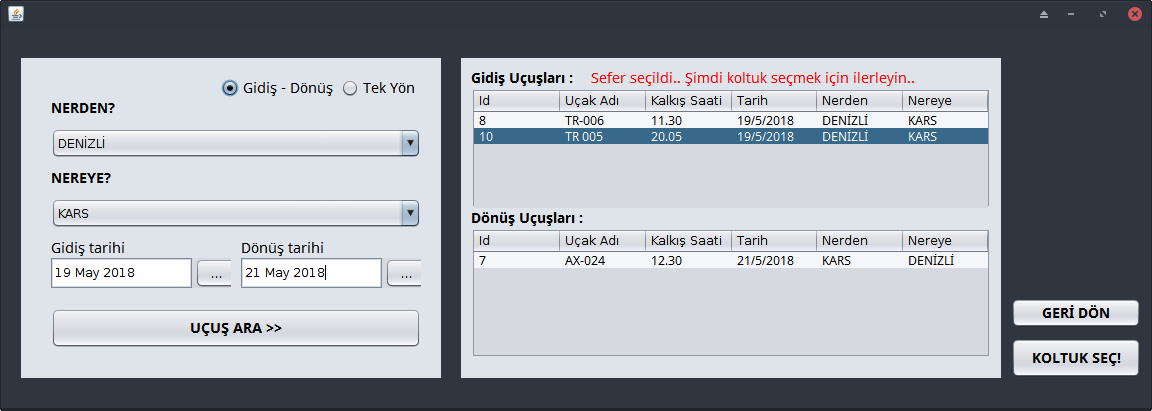 Gidiş - Dönüş Tek Yön
NERDEN?
DENİZLİ
NEREYE?
KARS
Gidiş tarihi Dönüş tarihi
19 May 2018 ... 21 May 2018 ...
UÇUŞ ARA >>
Gidiş Uçuşları : Sefer seçildi.. Şimdi koltuk seçmek için ilerleyin..
Id Uçak Adı Kalkış Saati Tarih Nerden Nereye
8 TR-006 11.30 19/5/2018 DENİZLİ KARS
10 TR 005 20.05 19/5/2018 DENİZLİ KARS
Dönüş Uçuşları :
Id Uçak Adı Kalkış Saati Tarih Nerden Nereye
7 AX-024 12.30 21/5/2018 KARS DENİZLİ
GERİ DÖN
KOLTUK SEÇ!